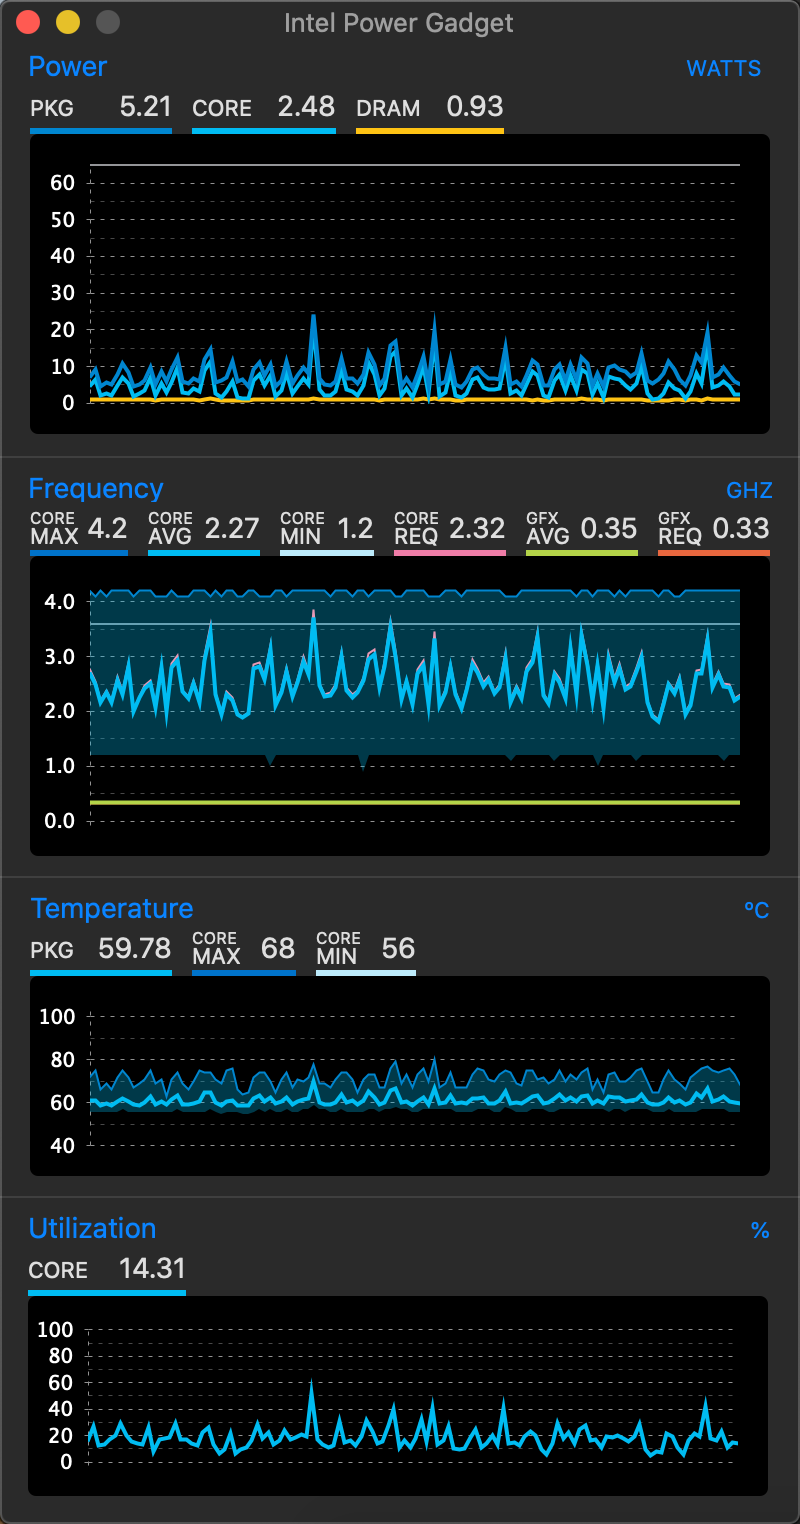 Intel Power Gadget
Power WATTS
PKG 5.21 CORE 2.48 DRAM 0.93
60
50
40
30
20
10
0
Frequency GHZ
CORE MAX 4.2 CORE AVG 2.27 CORE MIN 1.2 CORE REQ 2.32 GFX AVG 0.35 GFX REQ 0.33
4.0
3.0
2.0
1.0
0.0
Temperature °C
PKG 59.78 CORE MAX 68 CORE MIN 56
100
80
60
40
Utilization %
CORE 14.31
100
80
60
40
20
0